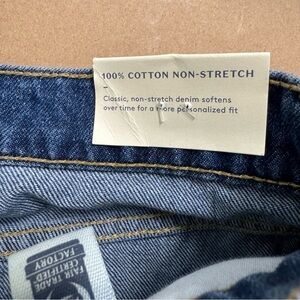 100% COTTON NON-STRETCH
Classic, non-stretch denim softens
over time for a more personalized fit
FAIR TRADE
CERTIFIED
FACTORY